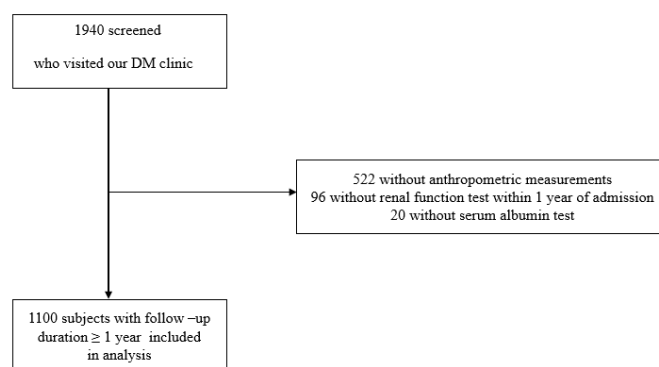 1940 screened
who visited our DM clinic
522 without anthropometric measurements
96 without renal function test within 1 year of admission
20 without serum albumin test
1100 subjects with follow –up
duration ≥ 1 year included
in analysis